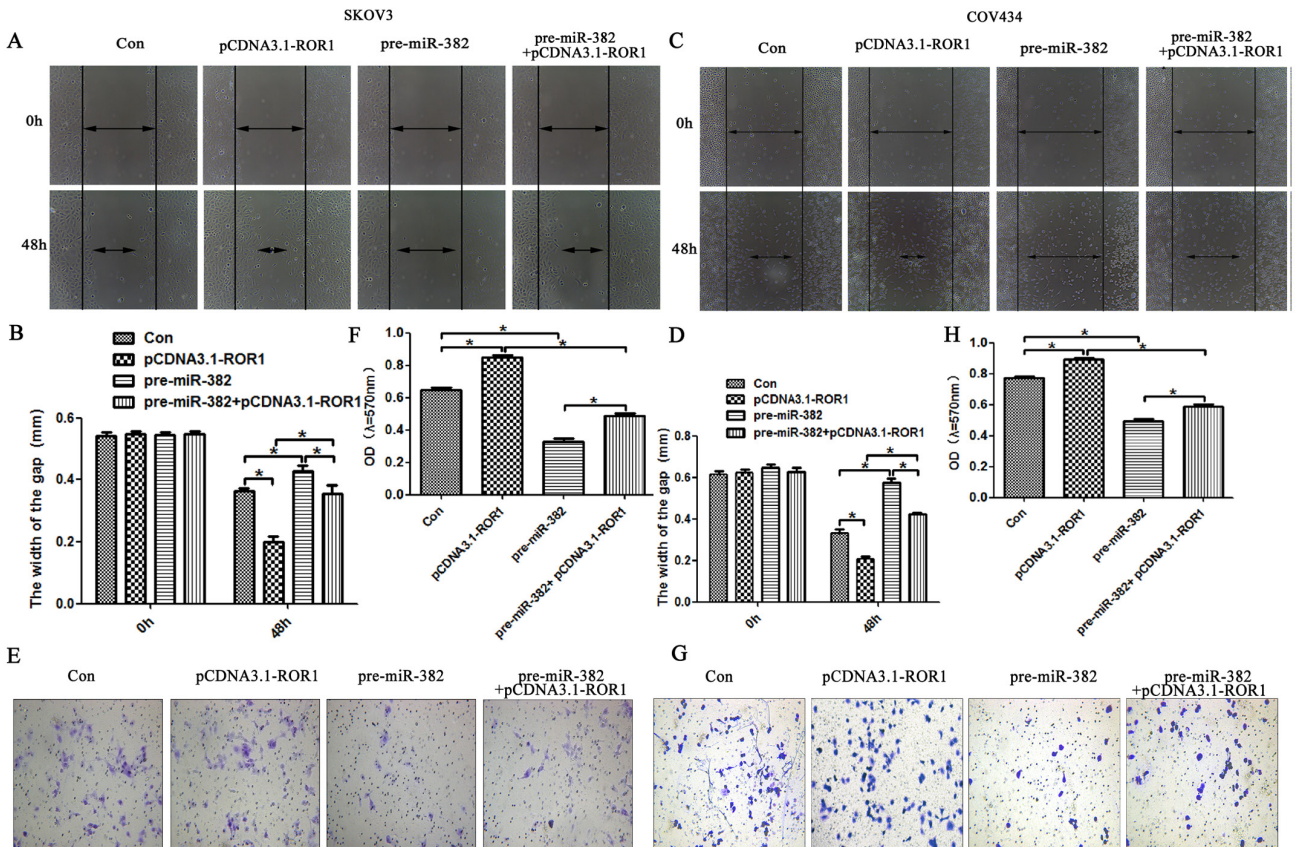 SKOV3
A
Con
pCDNA3.1-ROR1
pre-miR-382
pre-miR-382
+pCDNA3.1-ROR1
0h
48h
COV434
C
Con
pCDNA3.1-ROR1
pre-miR-382
pre-miR-382
+pCDNA3.1-ROR1
0h
48h
B
Con
pCDNA3.1-ROR1
pre-miR-382
pre-miR-382+pCDNA3.1-ROR1
The width of the gap (mm)
0.6
0.4
0.2
0.0
* * * *
0h
48h
F
OD (λ=570nm)
1.0
0.8
0.6
0.4
0.2
0.0
* * * *
Con
pCDNA3.1-ROR1
pre-miR-382
pre-miR-382+ pCDNA3.1-ROR1
D
Con
pCDNA3.1-ROR1
pre-miR-382
pre-miR-382+pCDNA3.1-ROR1
The width of the gap (mm)
0.8
0.6
0.4
0.2
0.0
* * * *
0h
48h
H
OD (λ=570nm)
1.0
0.8
0.6
0.4
0.2
0.0
* * * *
Con
pCDNA3.1-ROR1
pre-miR-382
pre-miR-382+ pCDNA3.1-ROR1
E
Con
pCDNA3.1-ROR1
pre-miR-382
pre-miR-382
+pCDNA3.1-ROR1
G
Con
pCDNA3.1-ROR1
pre-miR-382
pre-miR-382
+pCDNA3.1-ROR1